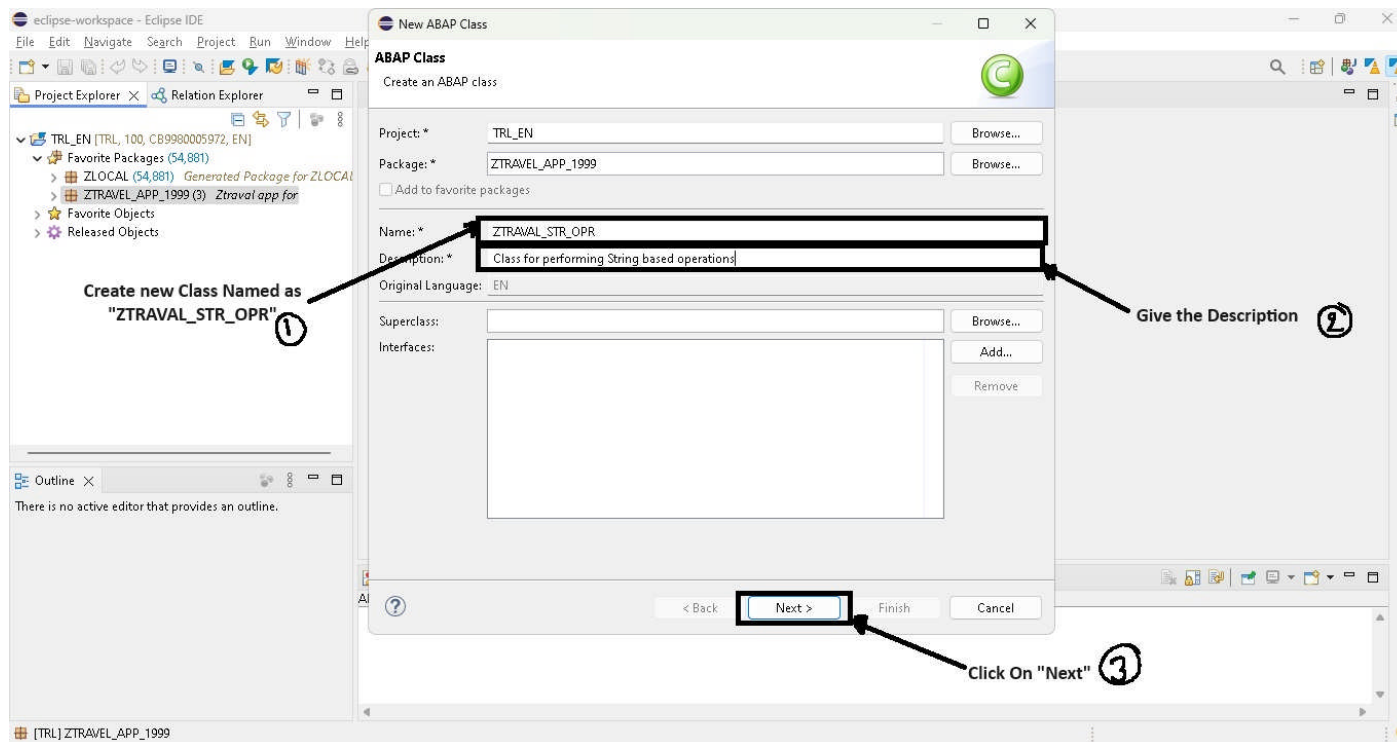 eclipse-workspace - Eclipse IDE
File Edit Navigate Search Project Run Window Help
Project Explorer Relation Explorer
TRL_EN [TRL, 100, CB9980005972, EN]
Favorite Packages (54,881)
ZLOCAL (54,881) Generated Package for ZLOCAL
ZTRAVEL_APP_1999 (3) Ztraval app for
Favorite Objects
Released Objects
Create new Class Named as
"ZTRAVAL_STR_OPR"
1
Outline
There is no active editor that provides an outline.
New ABAP Class
ABAP Class
Create an ABAP class
Project: * TRL_EN Browse...
Package: * ZTRAVEL_APP_1999 Browse...
Add to favorite packages
Name: * ZTRAVAL_STR_OPR
Description: * Class for performing String based operations
Original Language: EN
Superclass: Browse...
Interfaces: Add...
Remove
< Back Next > Finish Cancel
Give the Description 2
Click On "Next" 3
[TRL] ZTRAVEL_APP_1999